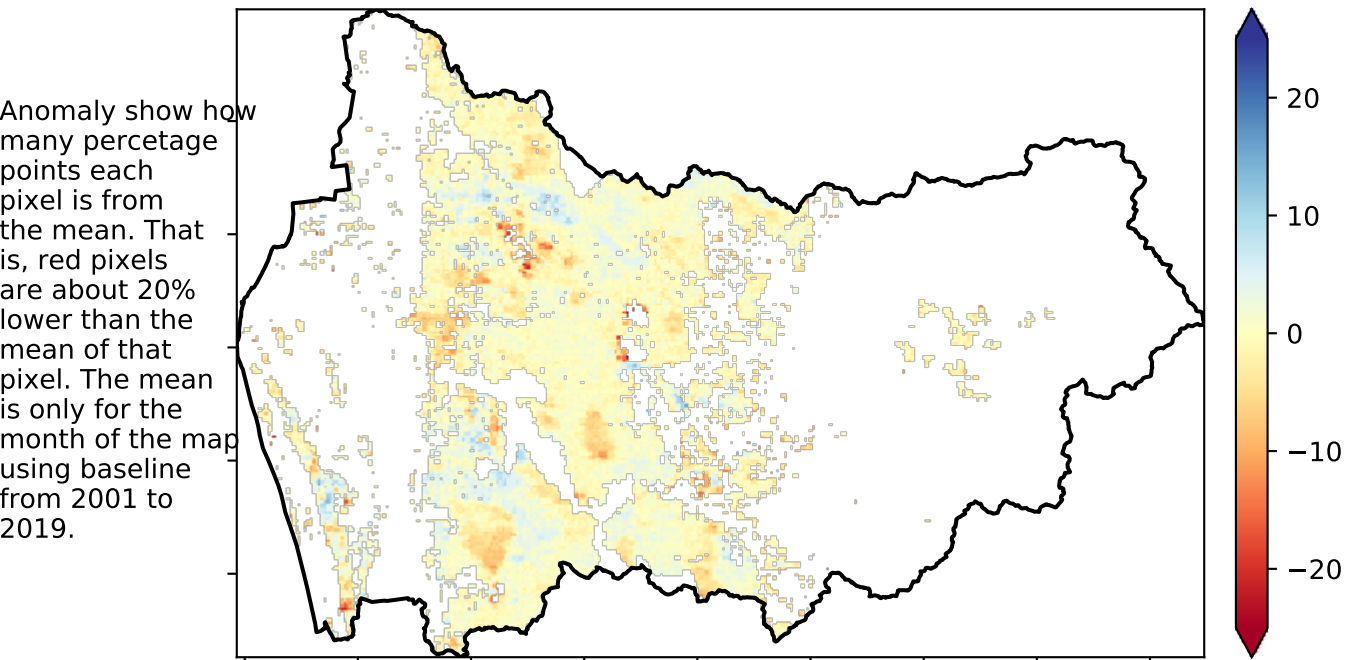 Anomaly show how
many percetage
points each
pixel is from
the mean. That
is, red pixels
are about 20%
lower than the
mean of that
pixel. The mean
is only for the
month of the map
using baseline
from 2001 to
2019.
20
10
0
−10
−20